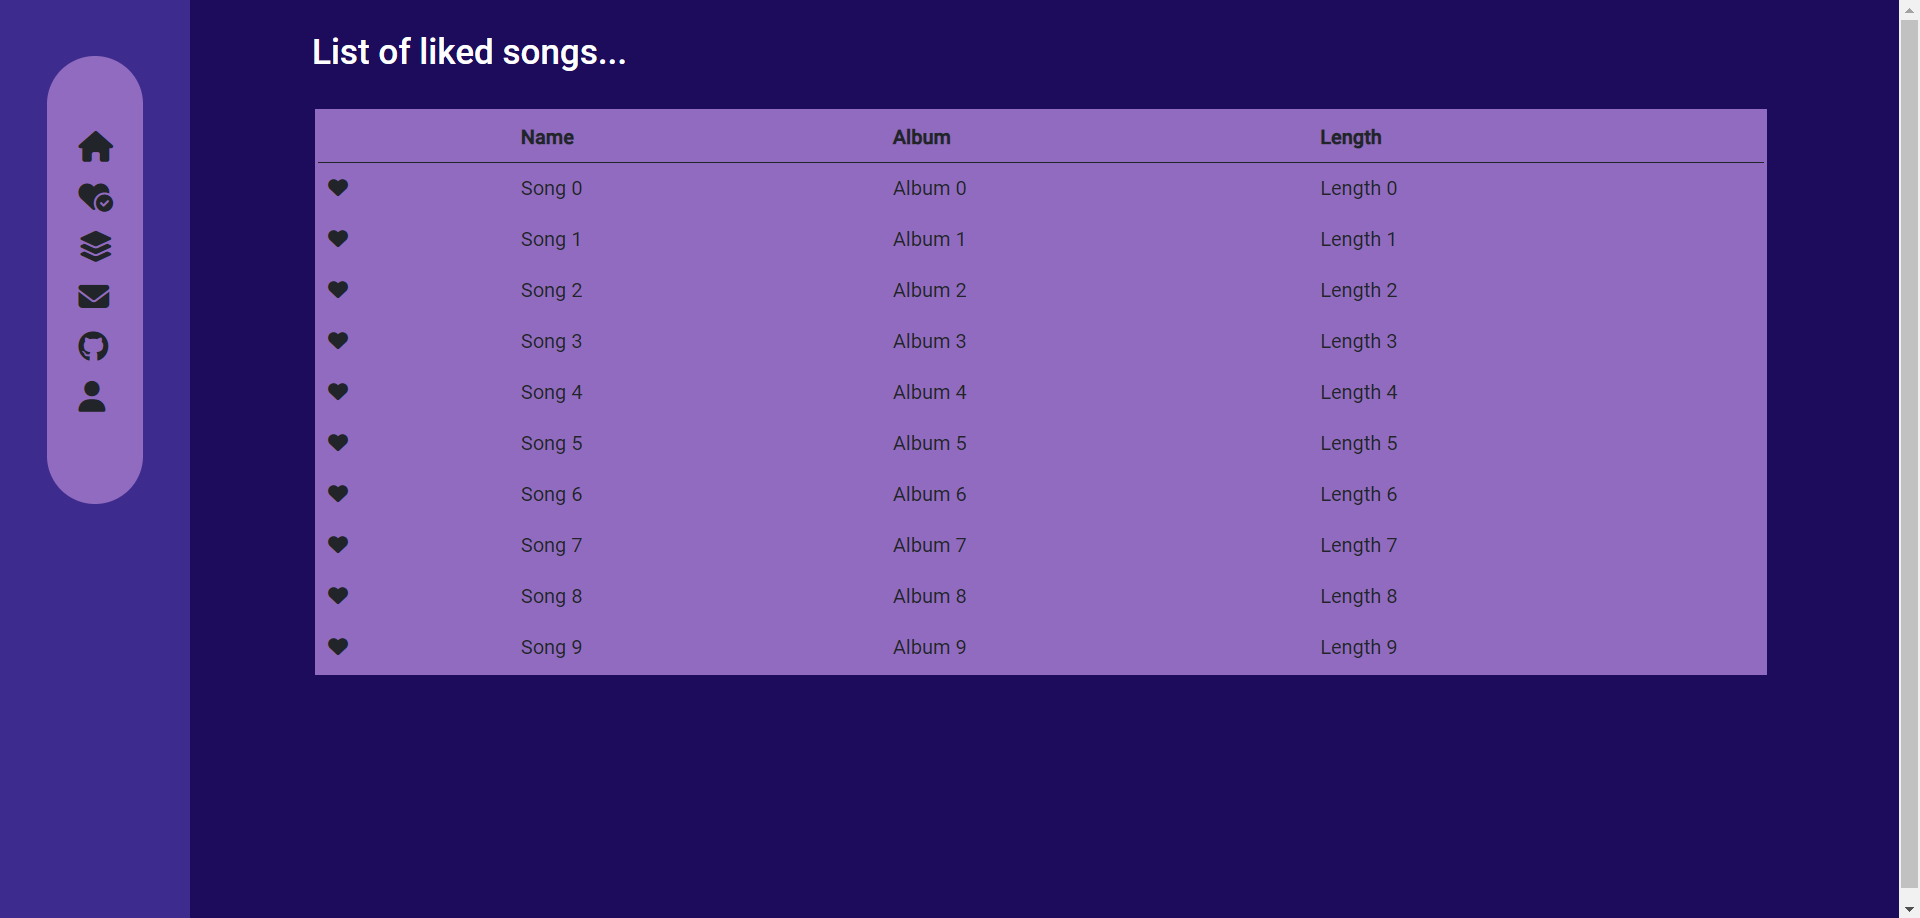 List of liked songs...
Name Album Length
Song 0 Album 0 Length 0
Song 1 Album 1 Length 1
Song 2 Album 2 Length 2
Song 3 Album 3 Length 3
Song 4 Album 4 Length 4
Song 5 Album 5 Length 5
Song 6 Album 6 Length 6
Song 7 Album 7 Length 7
Song 8 Album 8 Length 8
Song 9 Album 9 Length 9